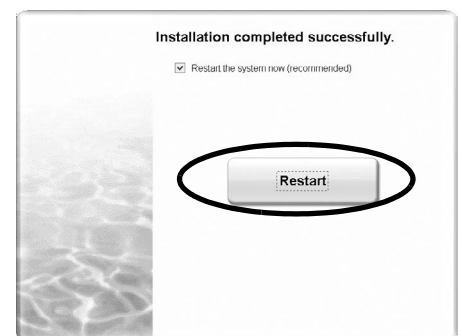 Installation completed successfully.
Restart the system now (recommended)
Restart